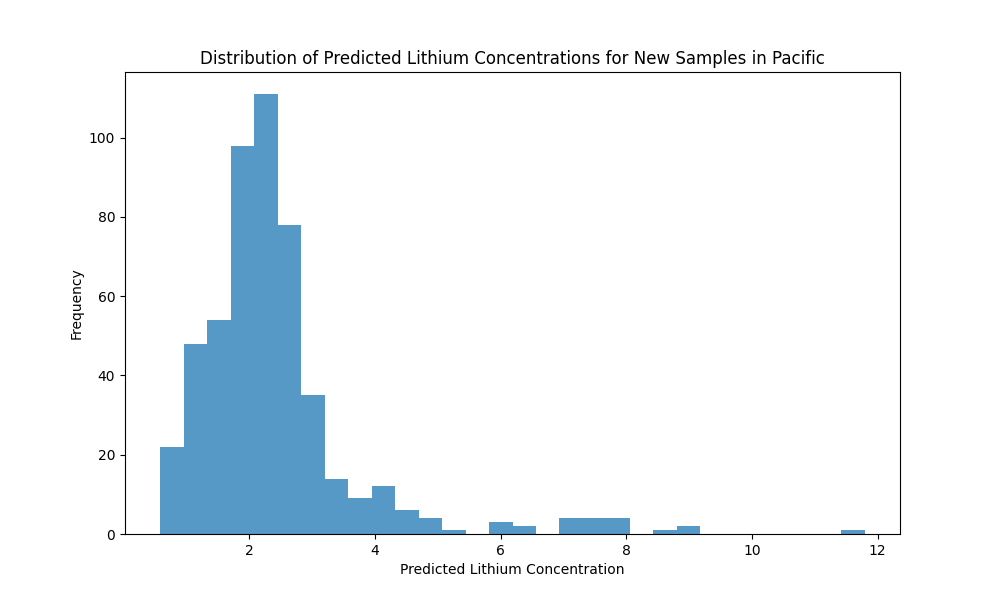 Distribution of Predicted Lithium Concentrations for New Samples in Pacific
100
80
60
40
20
0
Frequency
2 4 6 8 10 12
Predicted Lithium Concentration